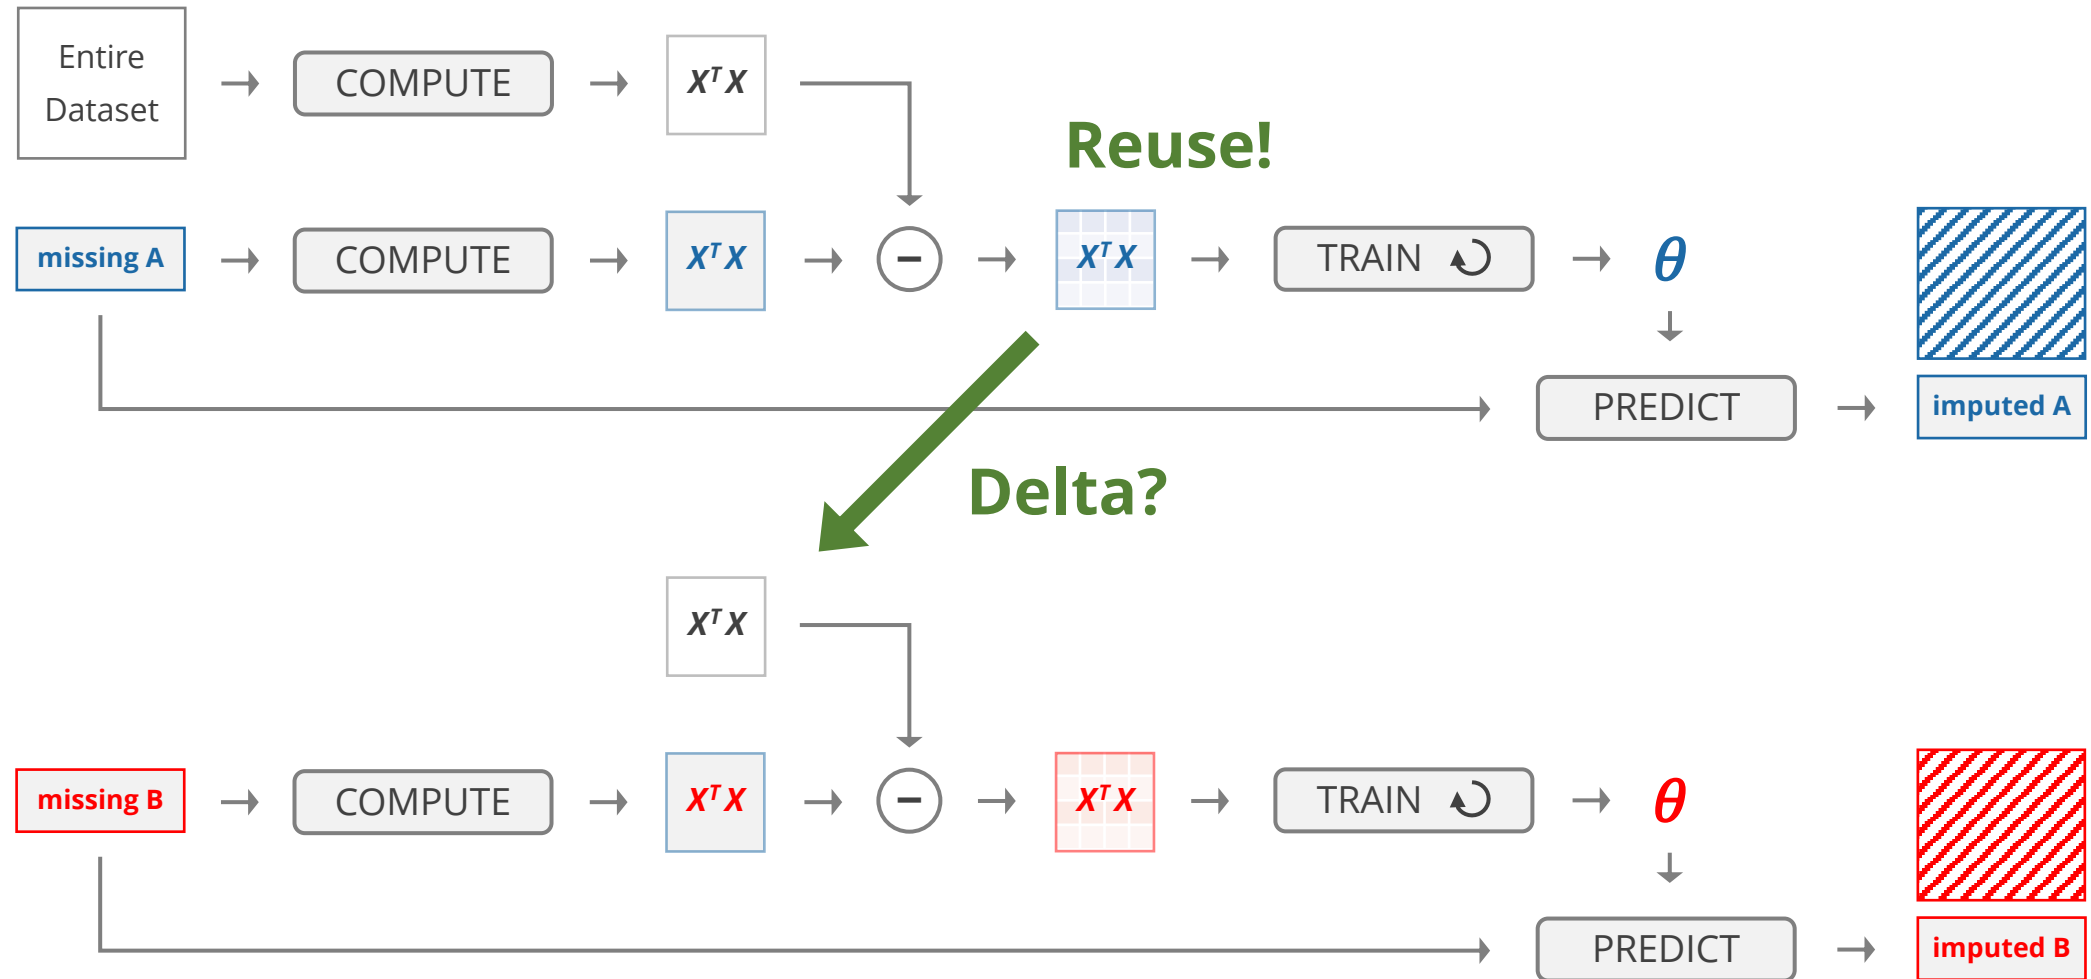 Entire
Dataset
COMPUTE
XᵀX
Reuse!
missing A
COMPUTE
XᵀX
−
XᵀX
TRAIN
θ
PREDICT
imputed A
Delta?
XᵀX
missing B
COMPUTE
XᵀX
−
XᵀX
TRAIN
θ
PREDICT
imputed B